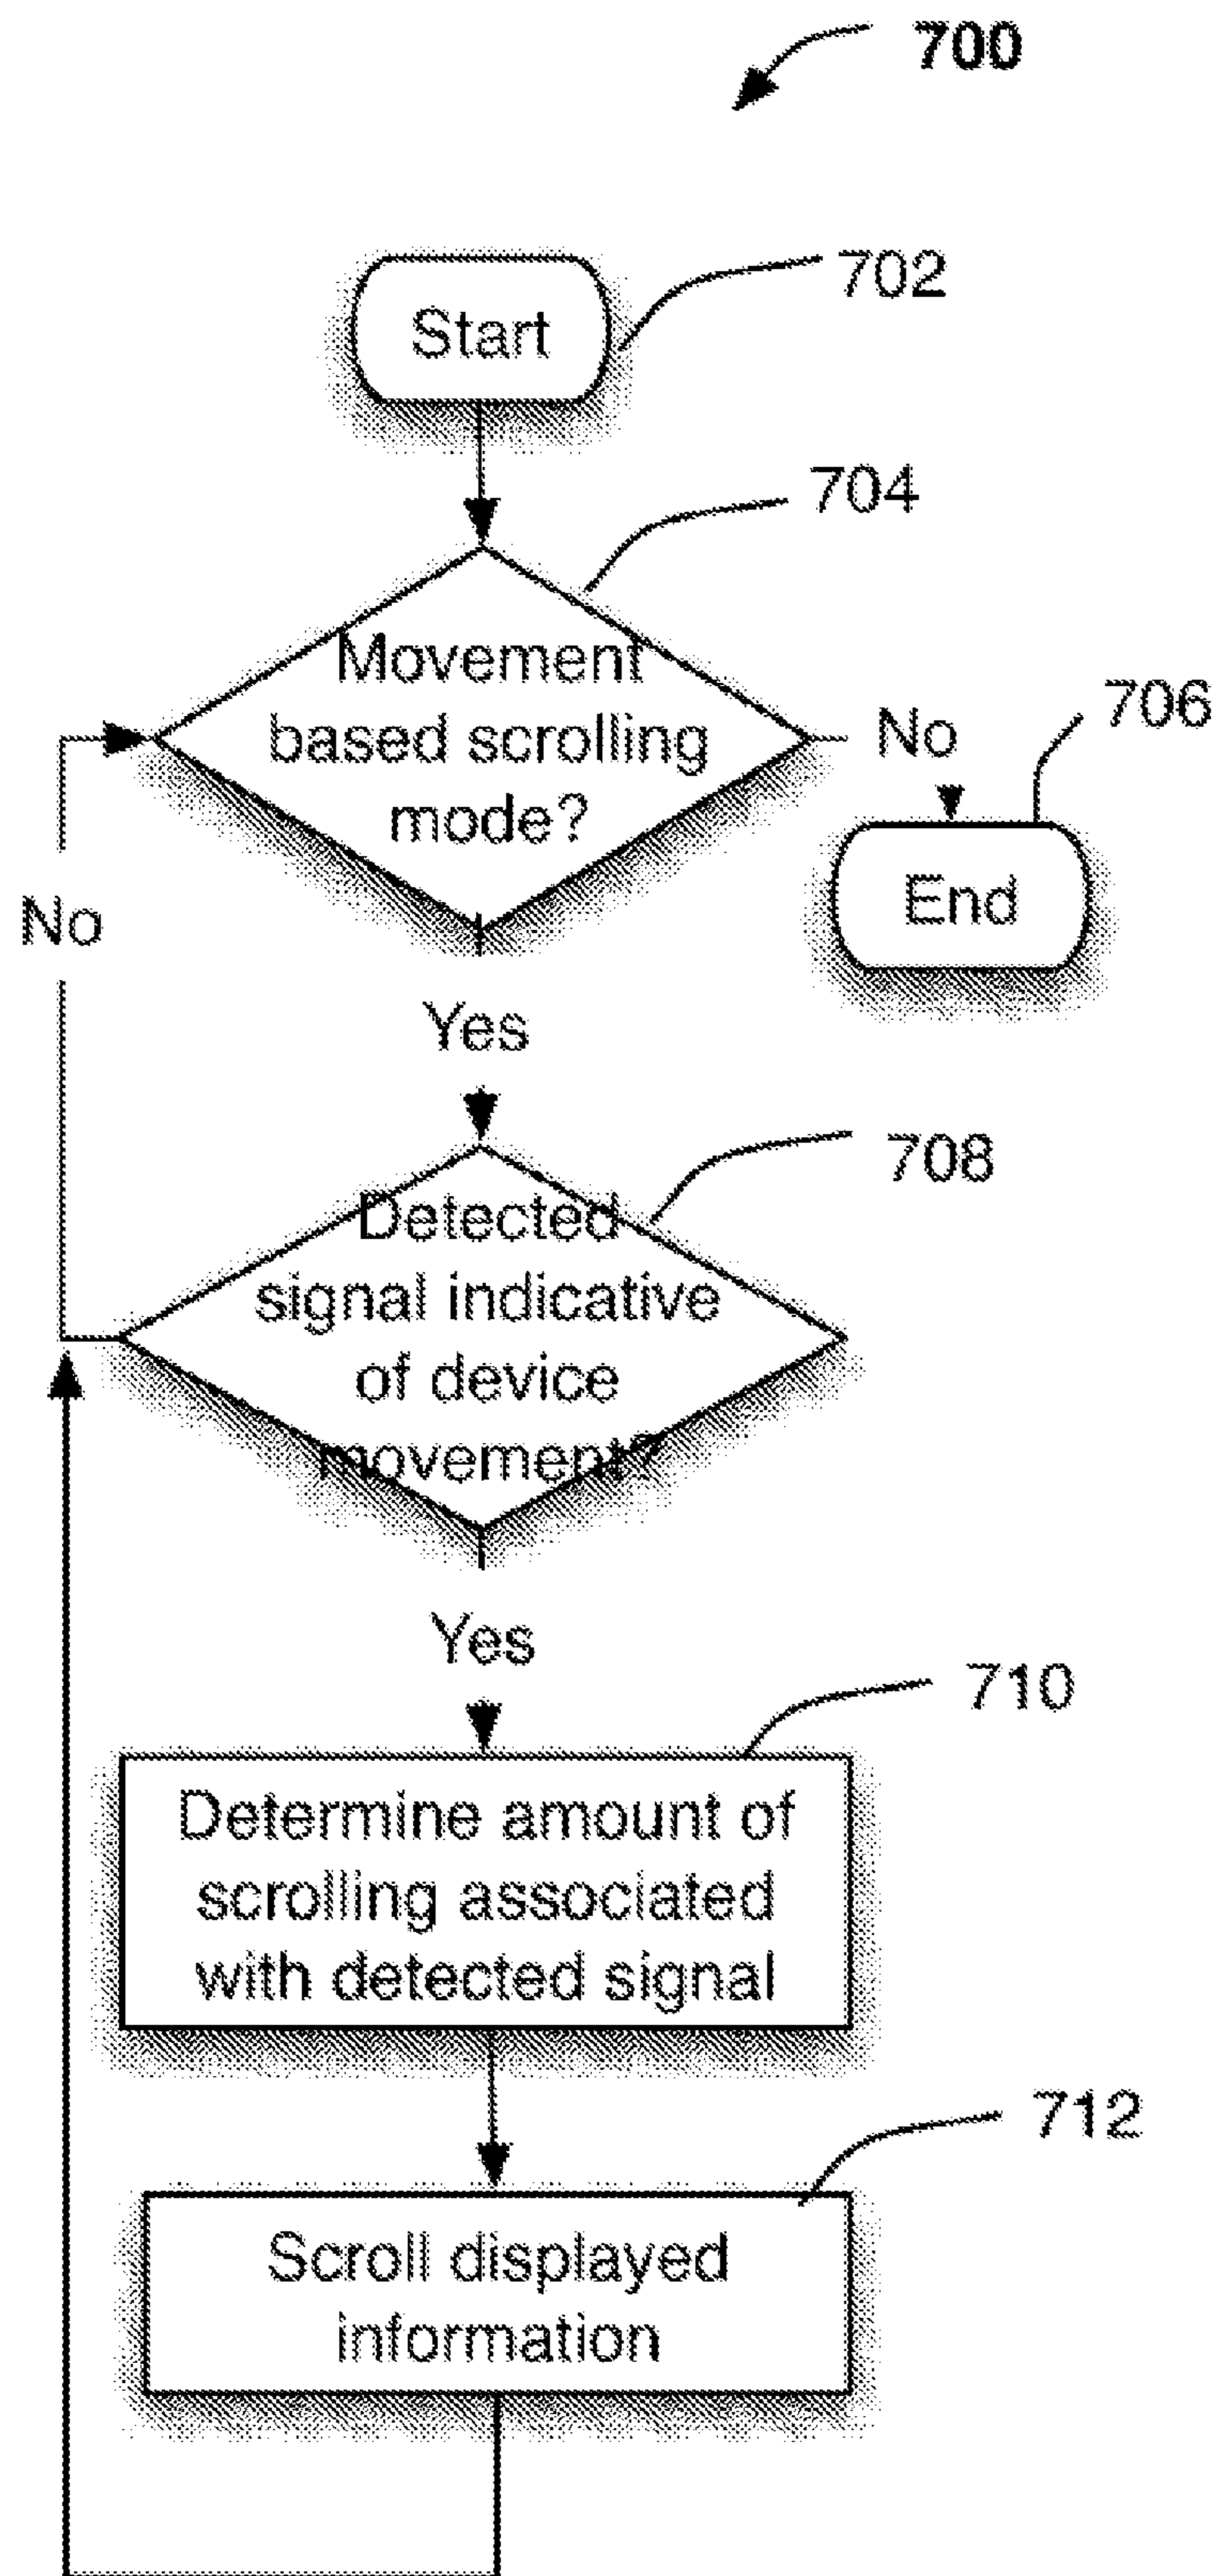 700
702
Start
704
Movement
based scrolling
mode?
No
706
End
No
Yes
708
Detected
signal indicative
of device
movement?
Yes
710
Determine amount of
scrolling associated
with detected signal
712
Scroll displayed
information